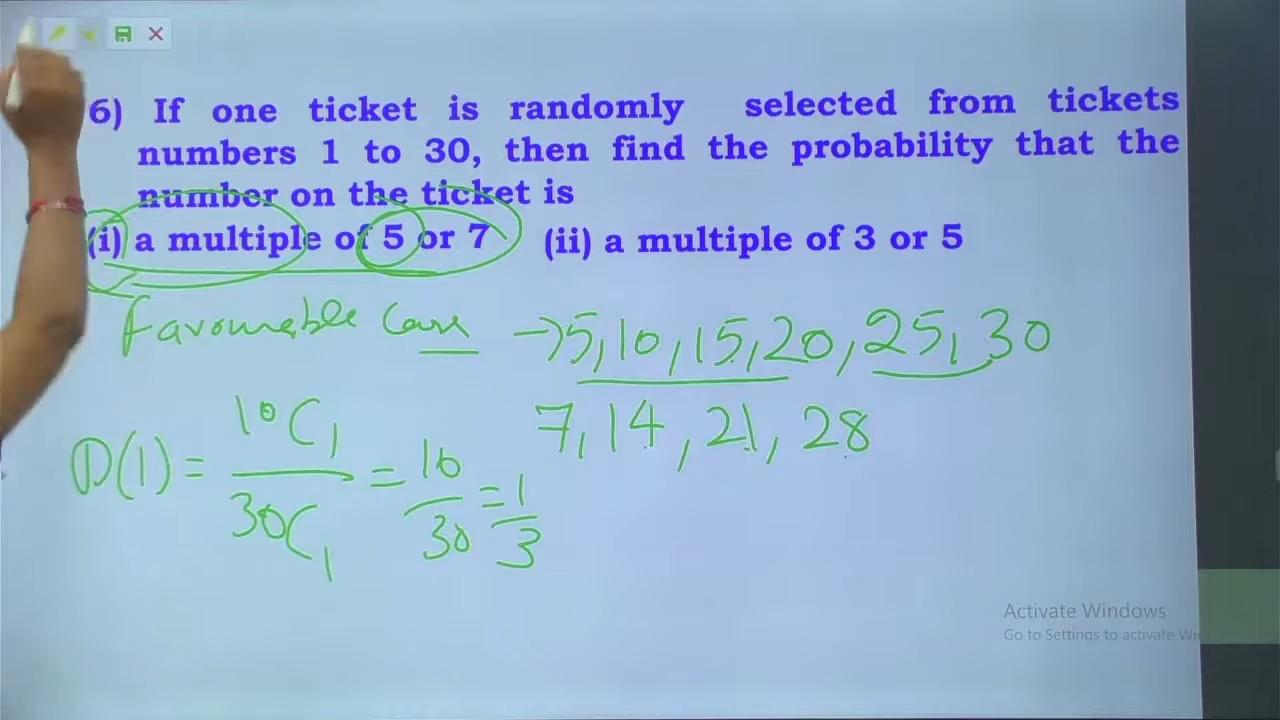 6) If one ticket is randomly selected from tickets
numbers 1 to 30, then find the probability that the
number on the ticket is
(i) a multiple of 5 or 7 (ii) a multiple of 3 or 5
Favourable Case → 5, 10, 15, 20, 25, 30
7, 14, 21, 28
P(1) = 10C1 / 30C1 = 10 / 30 = 1 / 3
Activate Windows
Go to Settings to activate Wi